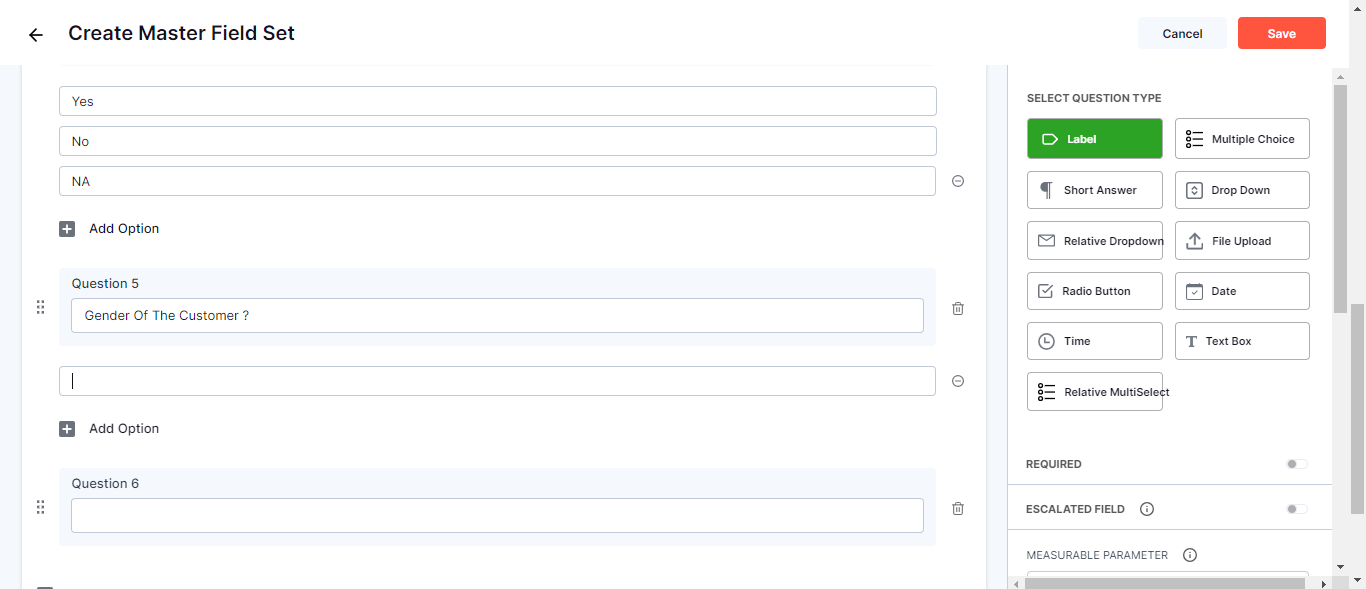 Create Master Field Set
Cancel
Save
Yes
No
NA
Add Option
Question 5
Gender Of The Customer ?
Add Option
Question 6
SELECT QUESTION TYPE
Label
Multiple Choice
Short Answer
Drop Down
Relative Dropdown
File Upload
Radio Button
Date
Time
Text Box
Relative MultiSelect
REQUIRED
ESCALATED FIELD
MEASURABLE PARAMETER